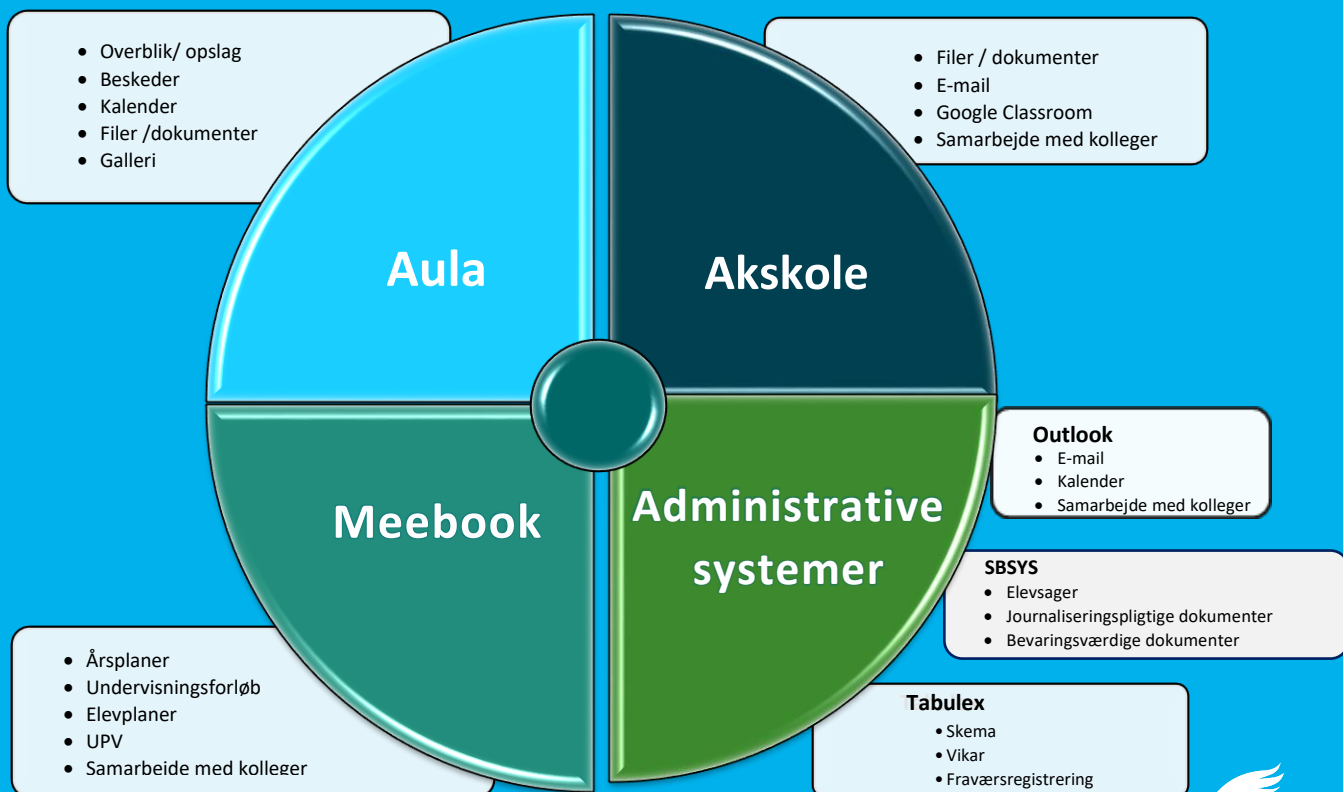 • Overblik/ opslag
• Beskeder
• Kalender
• Filer /dokumenter
• Galleri
• Filer / dokumenter
• E-mail
• Google Classroom
• Samarbejde med kolleger
Aula
Akskole
Meebook
Administrative
systemer
Outlook
• E-mail
• Kalender
• Samarbejde med kolleger
SBSYS
• Elevsager
• Journaliseringspligtige dokumenter
• Bevaringsværdige dokumenter
• Årsplaner
• Undervisningsforløb
• Elevplaner
• UPV
• Samarbejde med kolleger
Tabulex
• Skema
• Vikar
• Fraværsregistrering